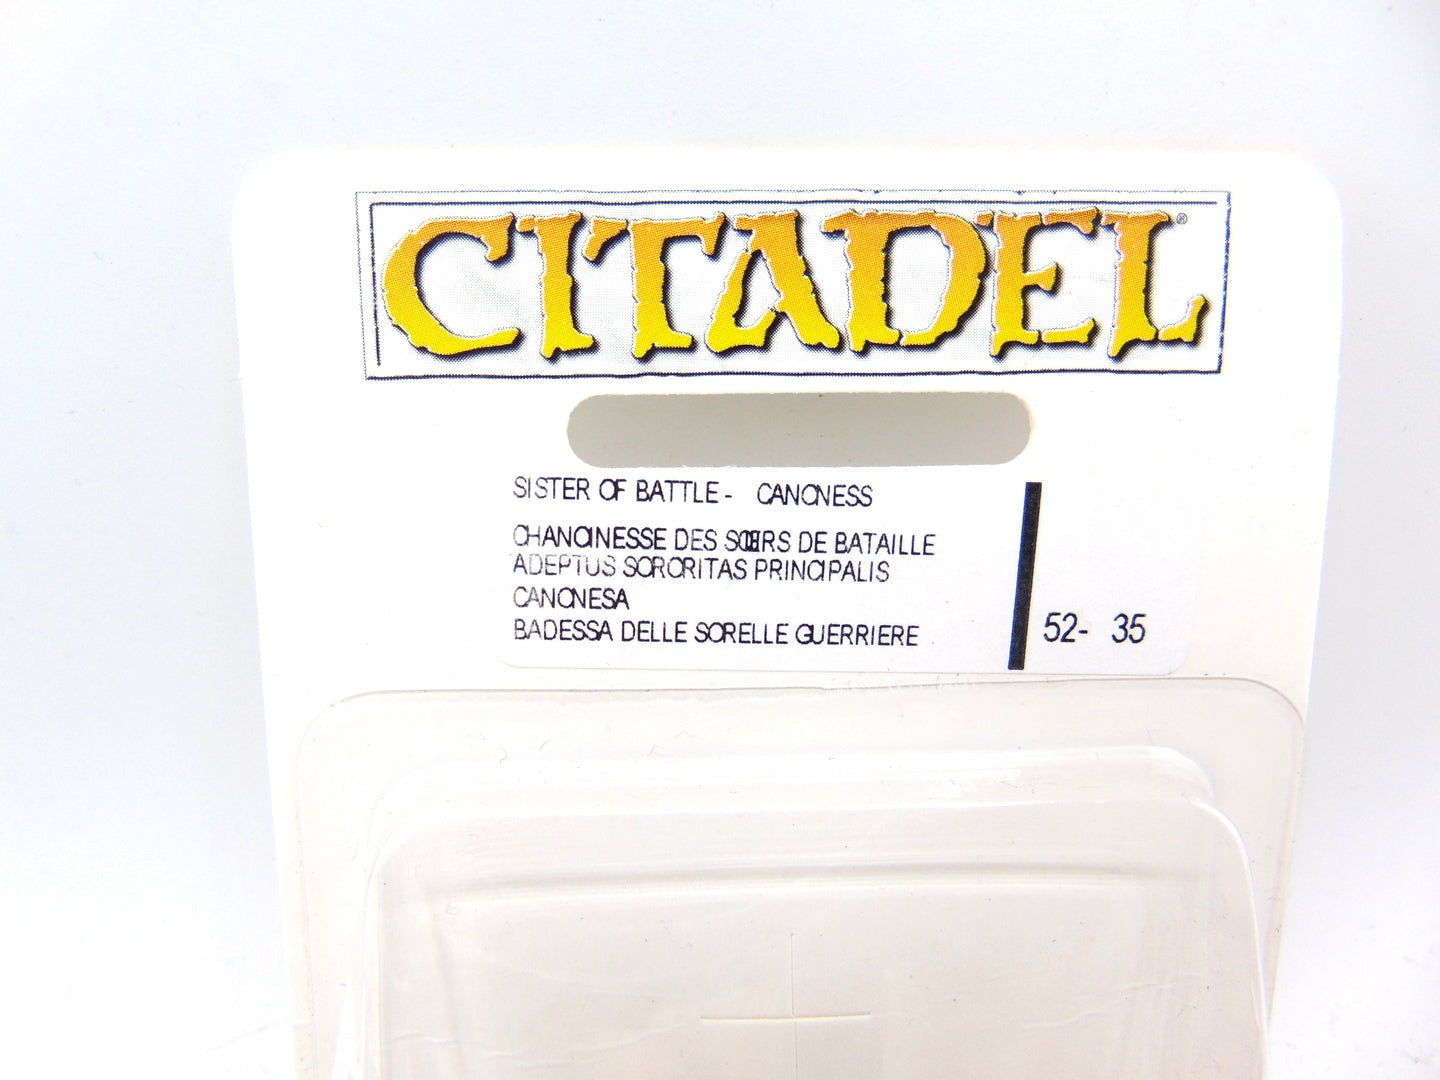 CITADEL®
SISTER OF BATTLE - CANONESS
CHANOINESSE DES SŒURS DE BATAILLE
ADEPTUS SORORITAS PRINCIPALIS
CANONESA
BADESSA DELLE SORELLE GUERRIERE
52- 35